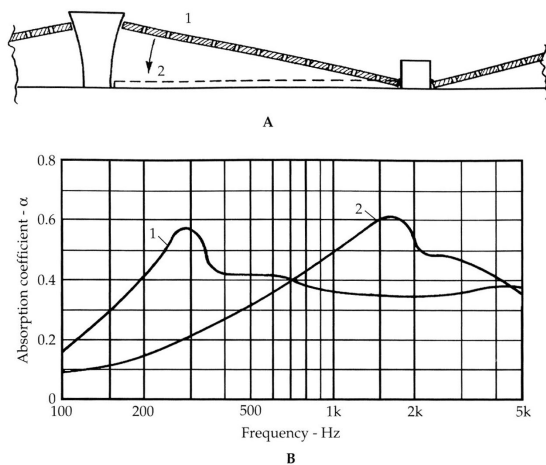 1
2
A
0.8
0.6
0.4
0.2
0
Absorption coefficient - α
1
2
100
200
500
1k
2k
5k
Frequency - Hz
B